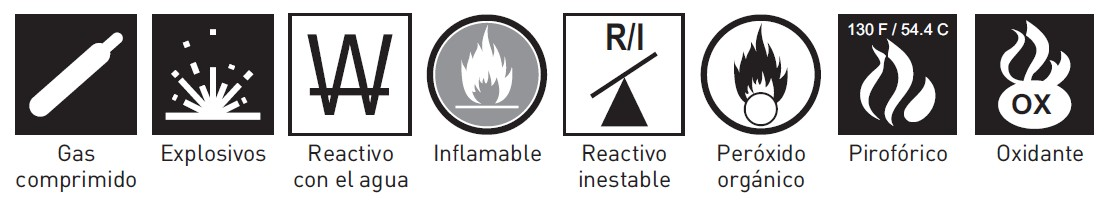 W
R/I
130 F / 54.4 C
OX
Gas
comprimido
Explosivos
Reactivo
con el agua
Inflamable
Reactivo
inestable
Peróxido
orgánico
Pirofórico
Oxidante